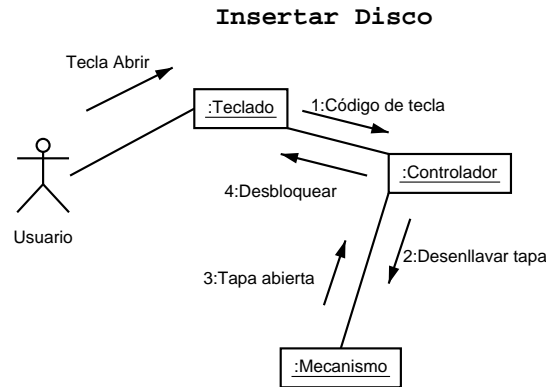 Insertar Disco
Tecla Abrir
:Teclado
1:Código de tecla
:Controlador
4:Desbloquear
Usuario
2:Desenllavar tapa
3:Tapa abierta
:Mecanismo